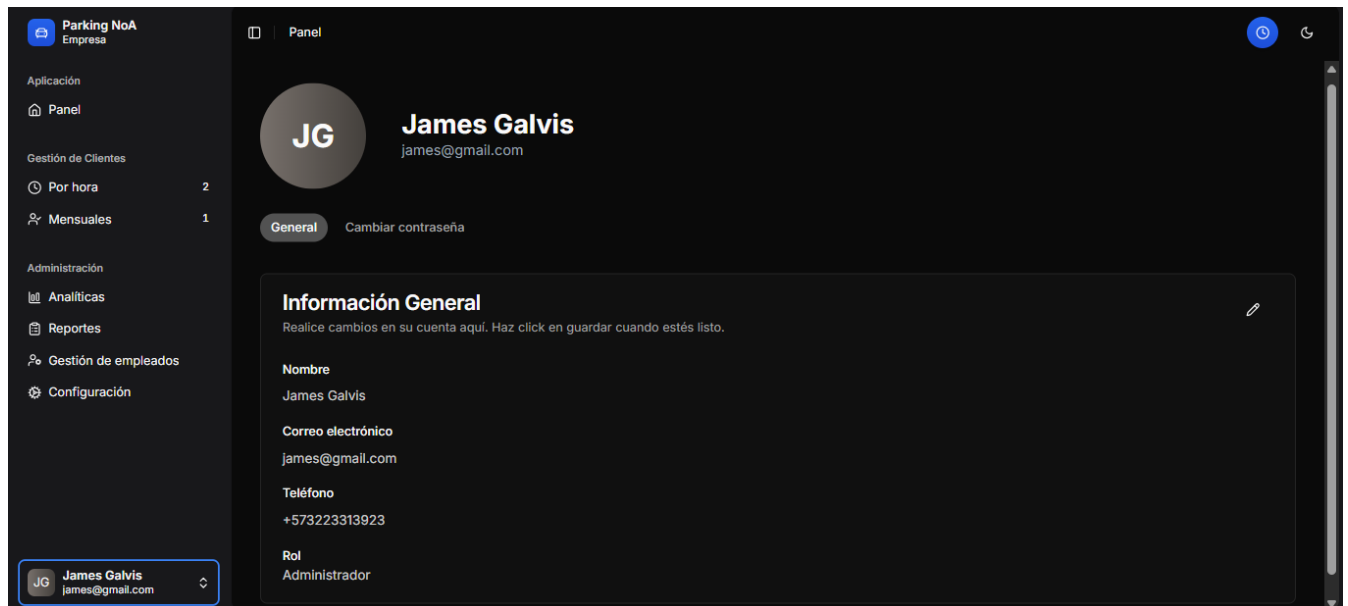 Parking NoA
Empresa
Aplicación
Panel
Gestión de Clientes
Por hora 2
Mensuales 1
Administración
Analíticas
Reportes
Gestión de empleados
Configuración
JG
James Galvis
james@gmail.com
Panel
JG
James Galvis
james@gmail.com
General
Cambiar contraseña
Información General
Realice cambios en su cuenta aquí. Haz click en guardar cuando estés listo.
Nombre
James Galvis
Correo electrónico
james@gmail.com
Teléfono
+573223313923
Rol
Administrador